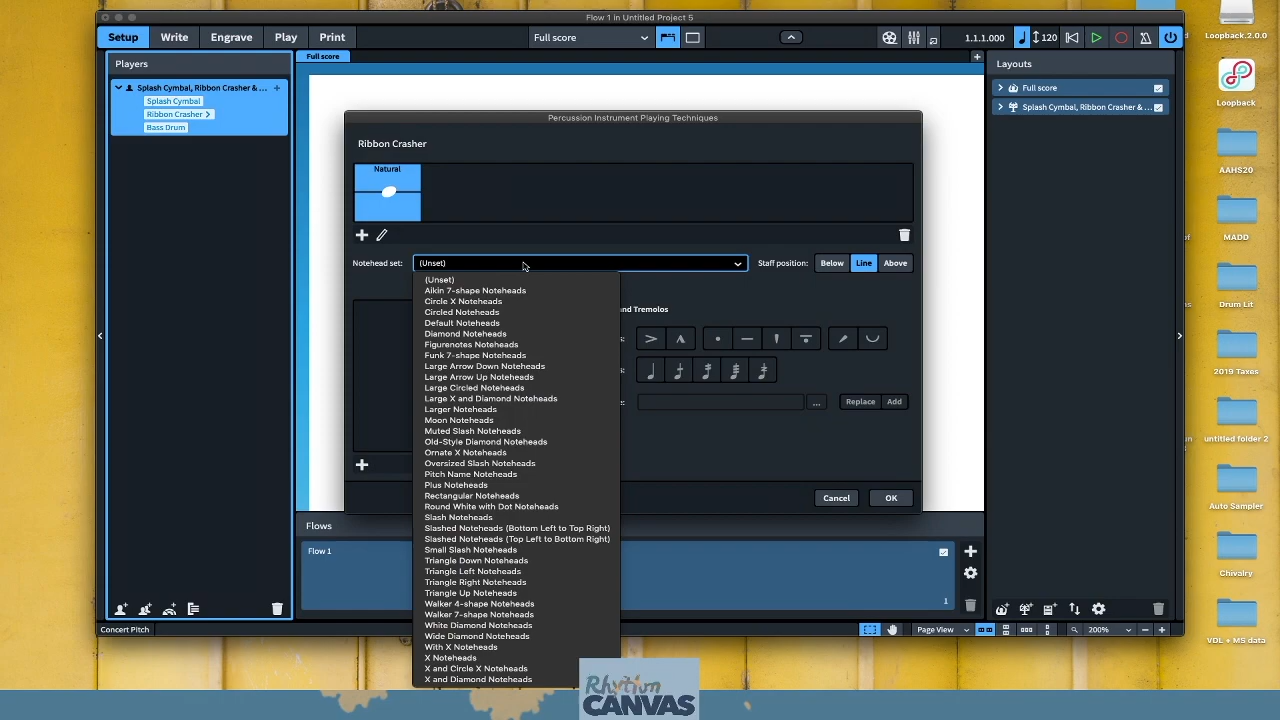 Flow 1 in Untitled Project 5
Setup
Write
Engrave
Play
Print
Full score
1.1.1.000
120
Players
Full score
Layouts
Splash Cymbal, Ribbon Crasher & ...
Splash Cymbal
Ribbon Crasher
Bass Drum
Full score
Splash Cymbal, Ribbon Crasher & ...
Percussion Instrument Playing Techniques
Ribbon Crasher
Natural
Notehead set:
(Unset)
Staff position:
Below
Line
Above
(Unset)
Aikin 7-shape Noteheads
Circle X Noteheads
Circled Noteheads
Default Noteheads
Diamond Noteheads
Figurenotes Noteheads
Funk 7-shape Noteheads
Large Arrow Down Noteheads
Large Arrow Up Noteheads
Large Circled Noteheads
Large X and Diamond Noteheads
Larger Noteheads
Moon Noteheads
Muted Slash Noteheads
Old-Style Diamond Noteheads
Ornate X Noteheads
Oversized Slash Noteheads
Pitch Name Noteheads
Plus Noteheads
Rectangular Noteheads
Round White with Dot Noteheads
Slash Noteheads
Slashed Noteheads (Bottom Left to Top Right)
Slashed Noteheads (Top Left to Bottom Right)
Small Slash Noteheads
Triangle Down Noteheads
Triangle Left Noteheads
Triangle Right Noteheads
Triangle Up Noteheads
Walker 4-shape Noteheads
Walker 7-shape Noteheads
White Diamond Noteheads
Wide Diamond Noteheads
With X Noteheads
X Noteheads
X and Circle X Noteheads
X and Diamond Noteheads
and Tremolos
...
Replace
Add
Cancel
OK
Flows
Flow 1
1
Concert Pitch
Page View
200%
Loopback.2.0.0
Loopback
AAHS20
MADD
Drum Lit
2019 Taxes
untitled folder 2
Auto Sampler
Chivalry
VDL + MS data
Rhythm
CANVAS